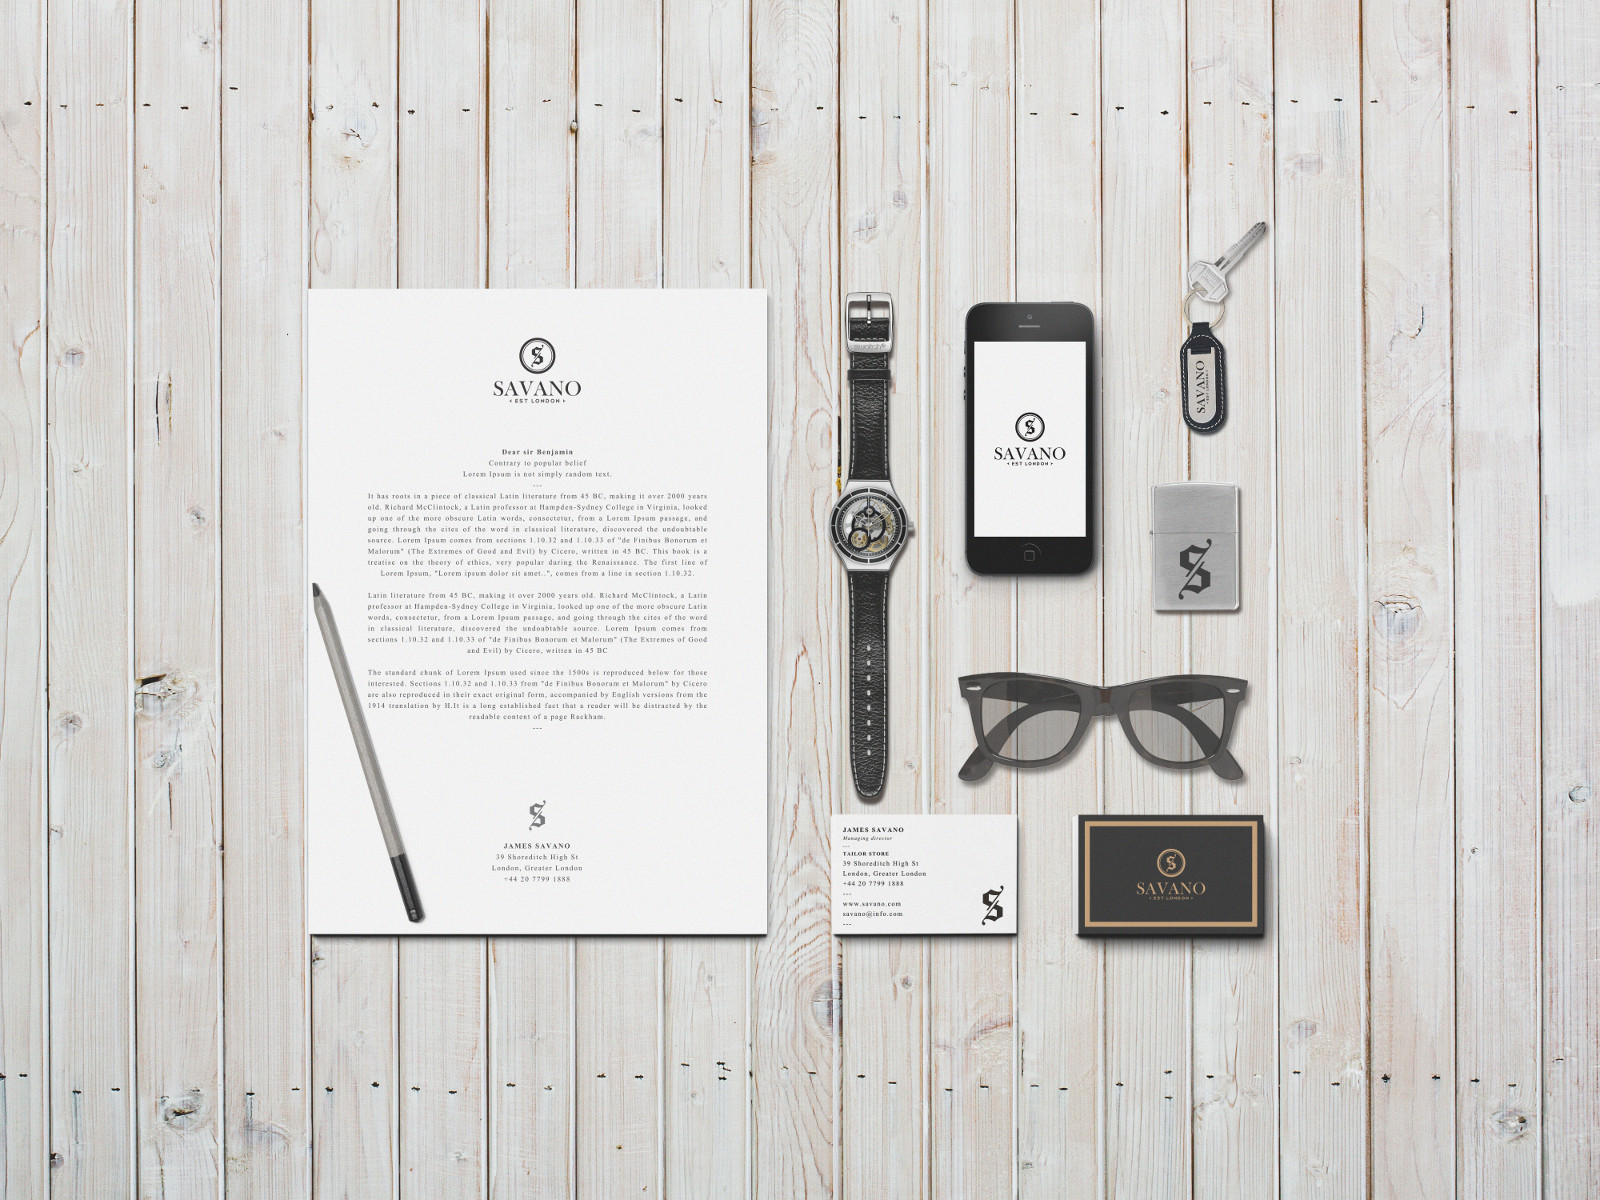 S
SAVANO
EST LONDON
Dear sir Benjamin
Contrary to popular belief
Lorem Ipsum is not simply random text.
---
It has roots in a piece of classical Latin literature from 45 BC, making it over 2000 years
old. Richard McClintock, a Latin professor at Hampden-Sydney College in Virginia, looked
up one of the more obscure Latin words, consectetur, from a Lorem Ipsum passage, and
going through the cites of the word in classical literature, discovered the undoubtable
source. Lorem Ipsum comes from sections 1.10.32 and 1.10.33 of "de Finibus Bonorum et
Malorum" (The Extremes of Good and Evil) by Cicero, written in 45 BC. This book is a
treatise on the theory of ethics, very popular during the Renaissance. The first line of
Lorem Ipsum, "Lorem ipsum dolor sit amet..", comes from a line in section 1.10.32.
Latin literature from 45 BC, making it over 2000 years old. Richard McClintock, a Latin
professor at Hampden-Sydney College in Virginia, looked up one of the more obscure Latin
words, consectetur, from a Lorem Ipsum passage, and going through the cites of the word
in classical literature, discovered the undoubtable source. Lorem Ipsum comes from
sections 1.10.32 and 1.10.33 of "de Finibus Bonorum et Malorum" (The Extremes of Good
and Evil) by Cicero, written in 45 BC
The standard chunk of Lorem Ipsum used since the 1500s is reproduced below for those
interested. Sections 1.10.32 and 1.10.33 from "de Finibus Bonorum et Malorum" by Cicero
are also reproduced in their exact original form, accompanied by English versions from the
1914 translation by H.It is a long established fact that a reader will be distracted by the
readable content of a page Rackham.
---
S
JAMES SAVANO
39 Shoreditch High St
London, Greater London
+44 20 7799 1888
swatch
S
SAVANO
EST LONDON
SAVANO
EST LONDON
S
JAMES SAVANO
Managing director
---
TAILOR STORE
39 Shoreditch High St
London, Greater London
+44 20 7799 1888
---
www.savano.com
savano@info.com
---
S
S
SAVANO
EST LONDON